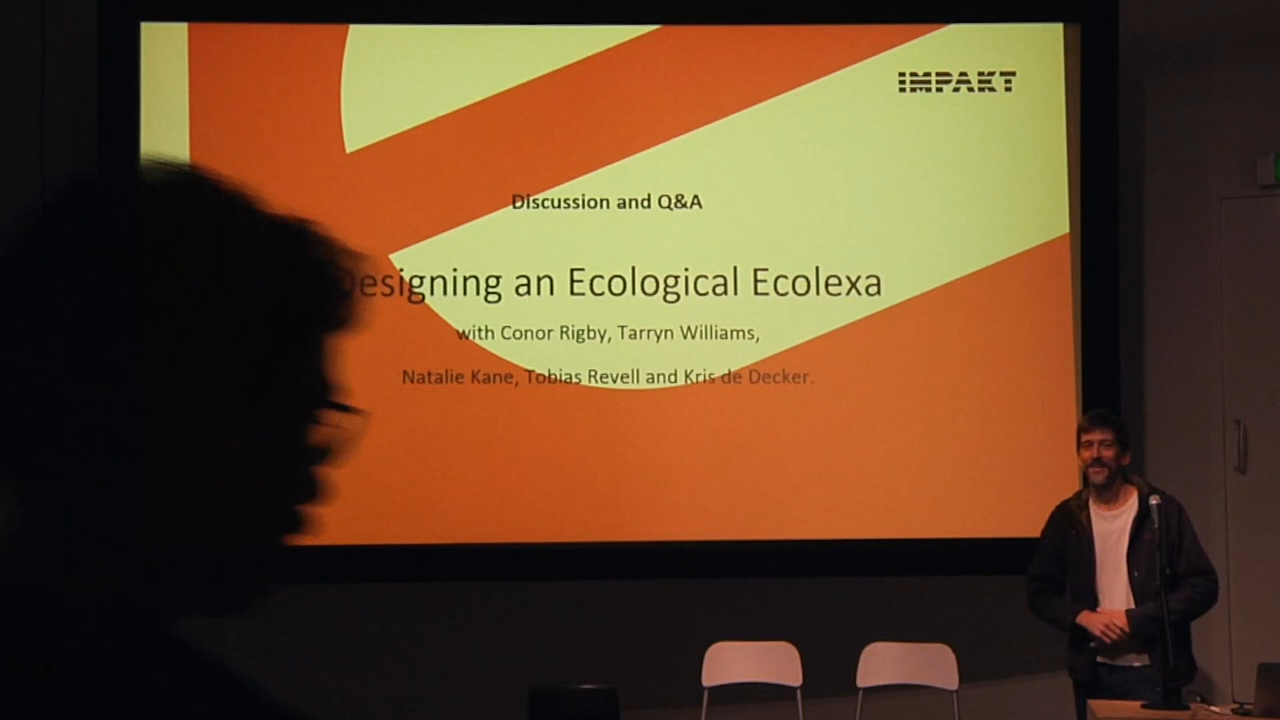 IMPAKT
Discussion and Q&A
Designing an Ecological Ecolexa
with Conor Rigby, Tarryn Williams,
Natalie Kane, Tobias Revell and Kris de Decker.